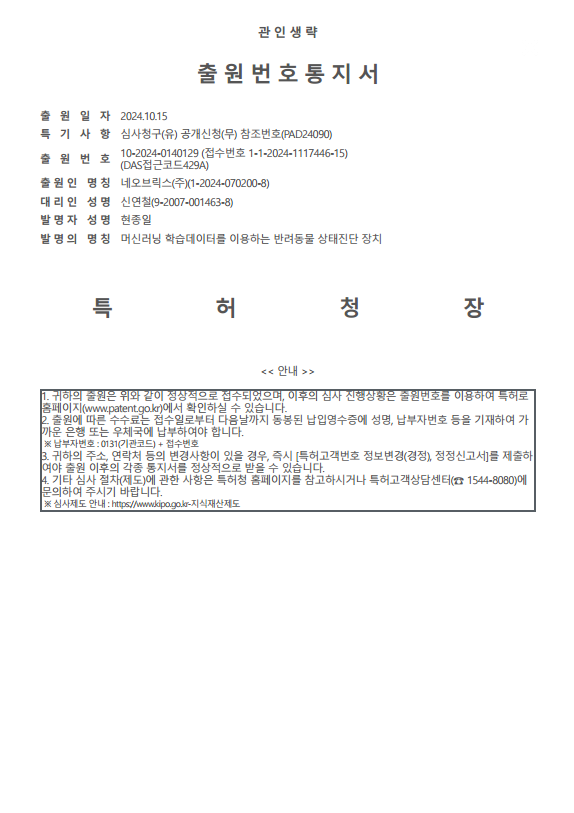 관 인 생 략
출 원 번 호 통 지 서
출 원 일 자 2024.10.15
특 기 사 항 심사청구(유) 공개신청(무) 참조번호(PAD24090)
출 원 번 호 10-2024-0140129 (접수번호 1-1-2024-1117446-15)
(DAS접근코드429A)
출 원 인 명 칭 네오브릭스(주)(1-2024-070200-8)
대 리 인 성 명 신연철(9-2007-001463-8)
발 명 자 성 명 현종일
발 명 의 명 칭 머신러닝 학습데이터를 이용하는 반려동물 상태진단 장치
특 허 청 장
<< 안내 >>
1. 귀하의 출원은 위와 같이 정상적으로 접수되었으며, 이후의 심사 진행상황은 출원번호를 이용하여 특허로
홈페이지(www.patent.go.kr)에서 확인하실 수 있습니다.
2. 출원에 따른 수수료는 접수일로부터 다음날까지 동봉된 납입영수증에 성명, 납부자번호 등을 기재하여 가
까운 은행 또는 우체국에 납부하여야 합니다.
※ 납부자번호 : 0131(기관코드) + 접수번호
3. 귀하의 주소, 연락처 등의 변경사항이 있을 경우, 즉시 [특허고객번호 정보변경(경정), 정정신고서]를 제출하
여야 출원 이후의 각종 통지서를 정상적으로 받을 수 있습니다.
4. 기타 심사 절차(제도)에 관한 사항은 특허청 홈페이지를 참고하시거나 특허고객상담센터(☎ 1544-8080)에
문의하여 주시기 바랍니다.
※ 심사제도 안내 : https://www.kipo.go.kr-지식재산제도